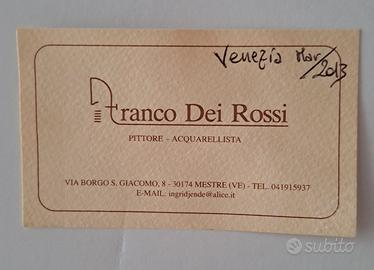 Venezia Mar/2013
Franco Dei Rossi
PITTORE - ACQUARELLISTA
VIA BORGO S. GIACOMO, 8 - 30174 MESTRE (VE) - TEL. 041915937
E-MAIL: ingridjende@alice.it
subito